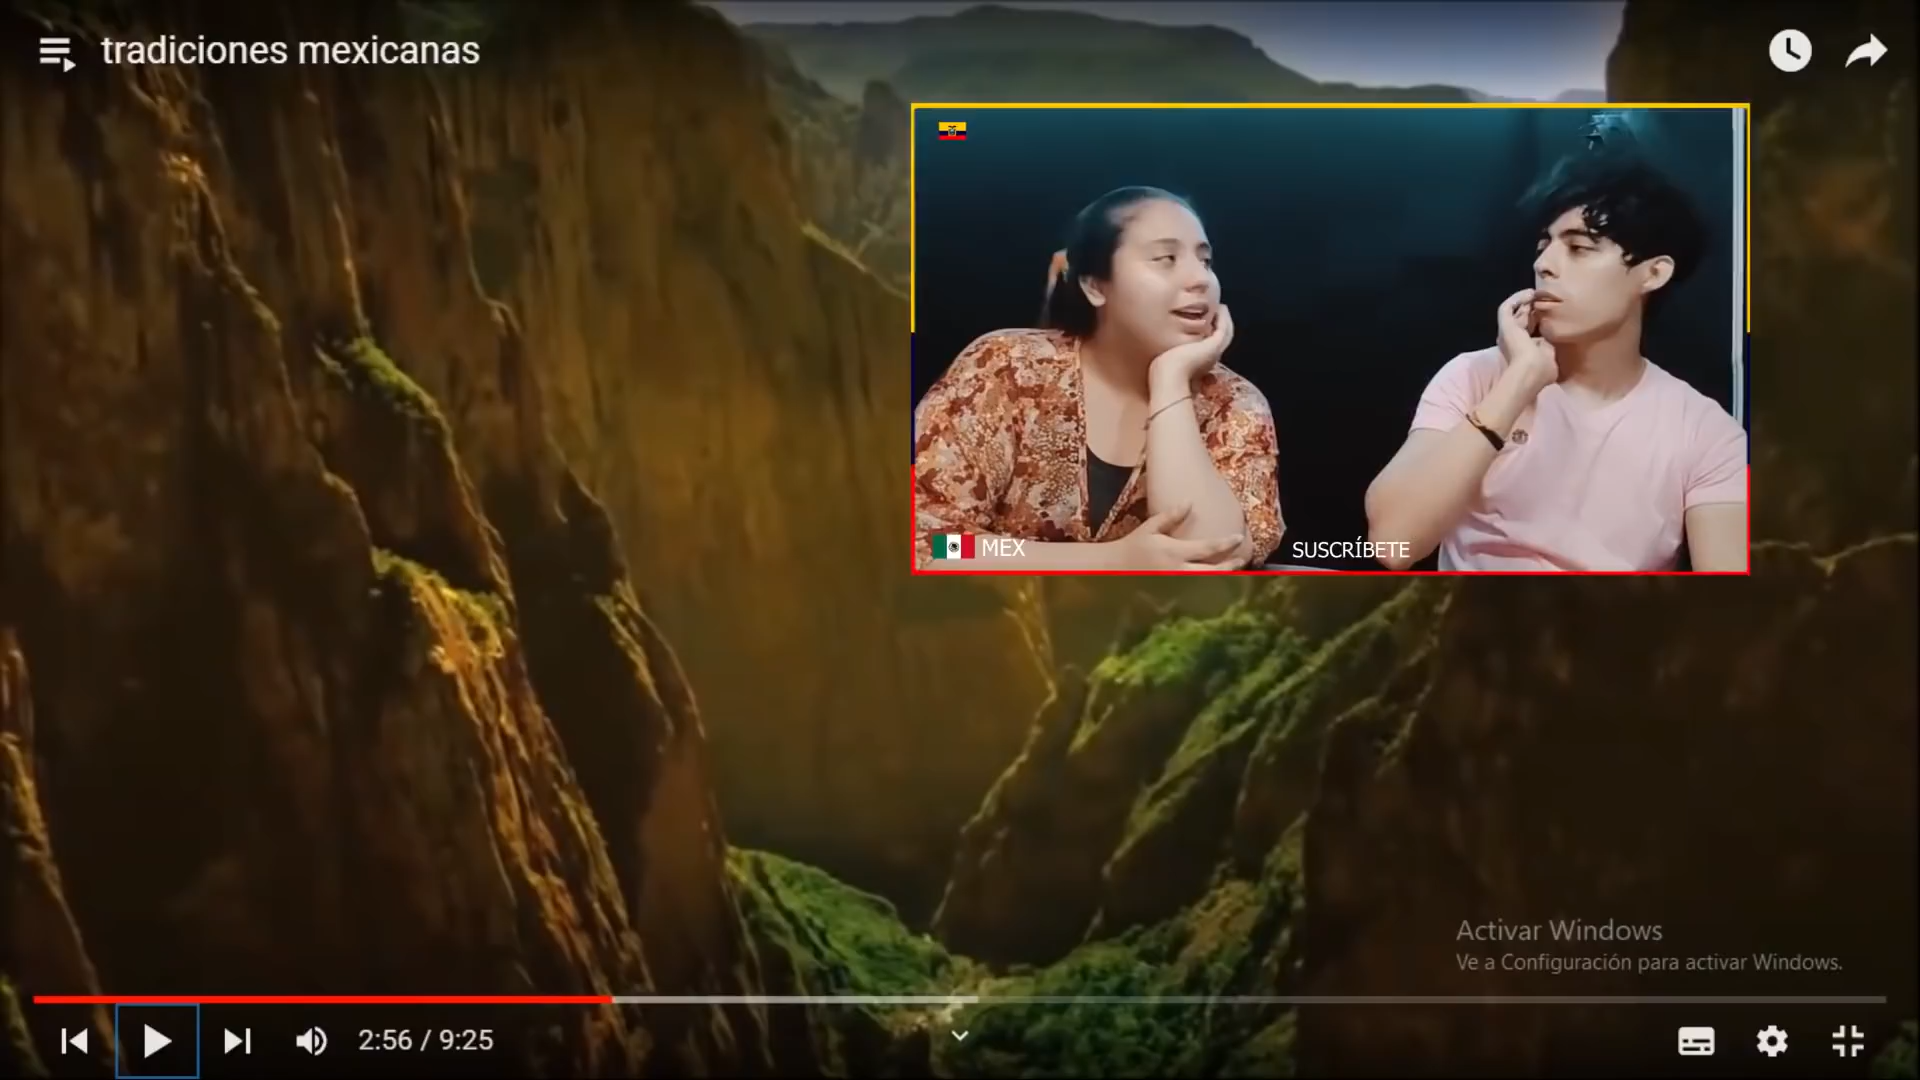 tradiciones mexicanas
MEX
SUSCRÍBETE
Activar Windows
Ve a Configuración para activar Windows.
2:56 / 9:25